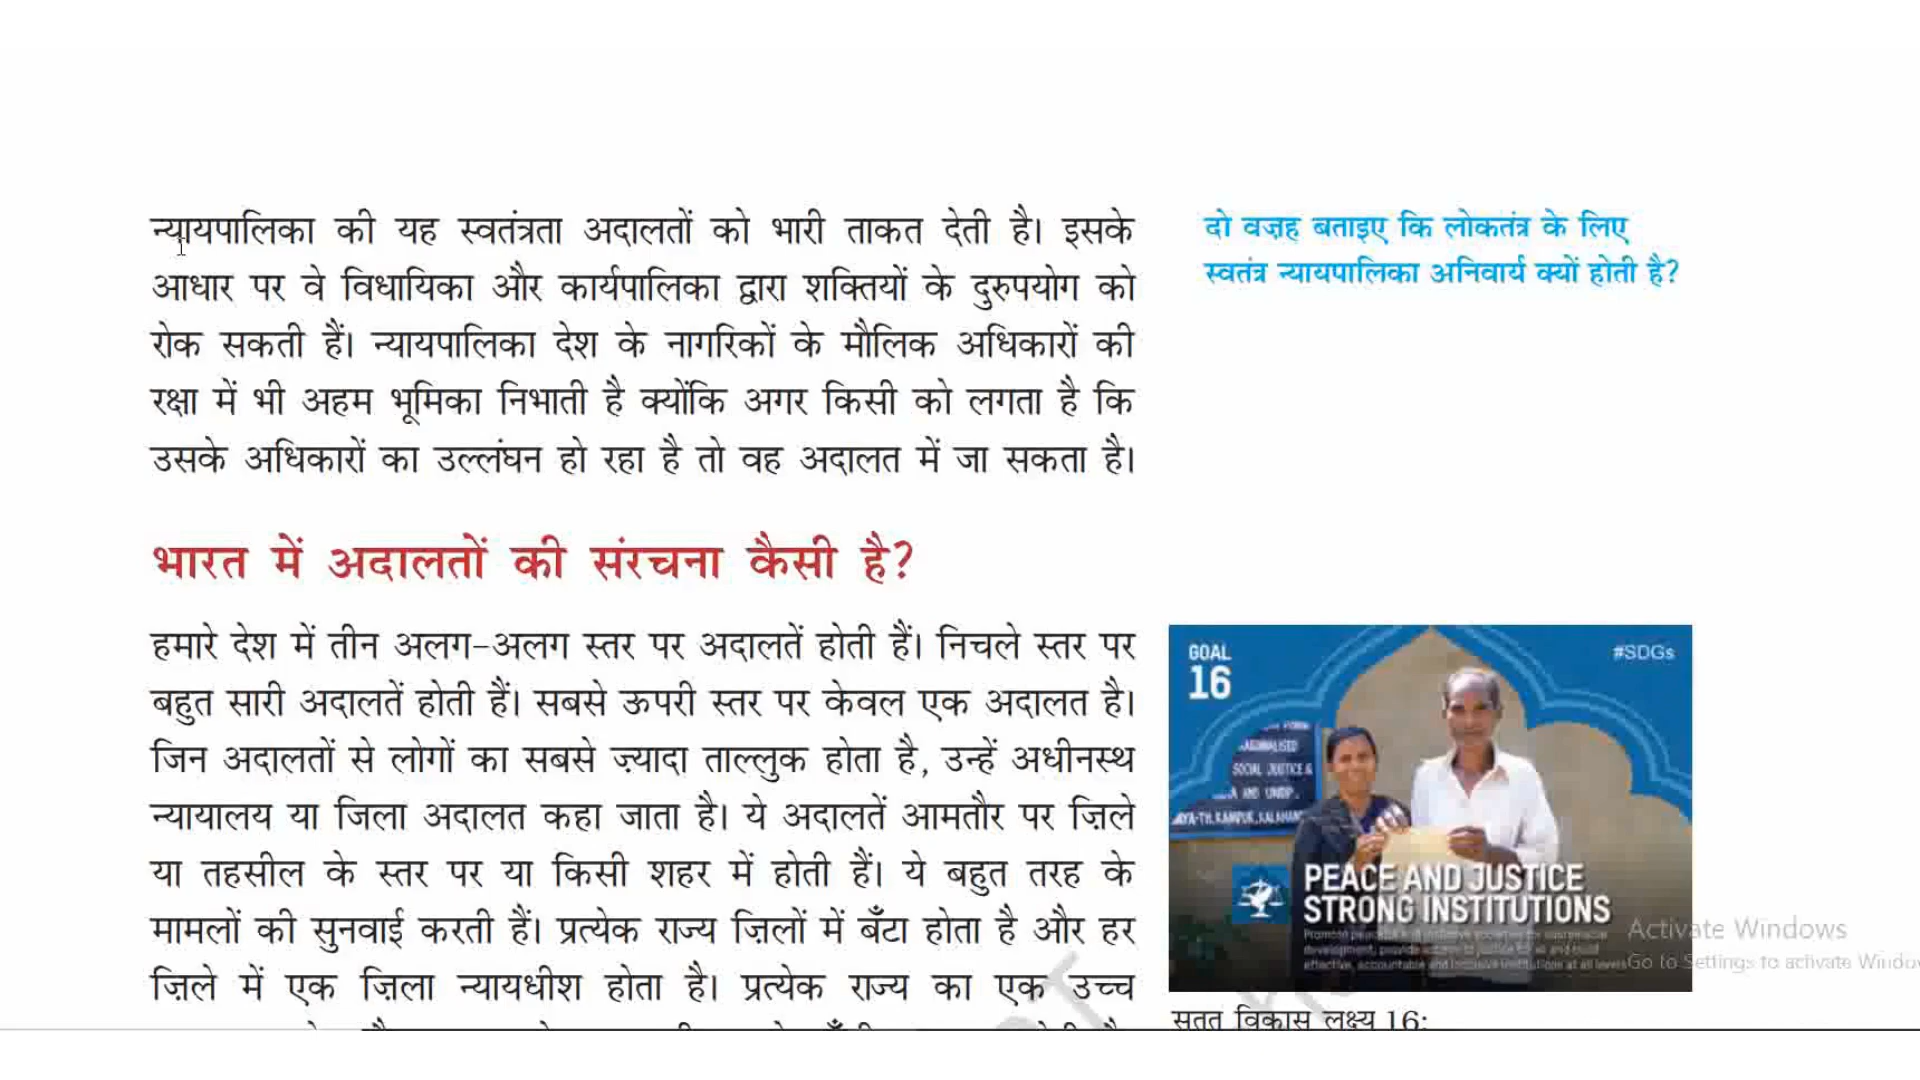 न्यायपालिका की यह स्वतंत्रता अदालतों को भारी ताकत देती है। इसके
आधार पर वे विधायिका और कार्यपालिका द्वारा शक्तियों के दुरुपयोग को
रोक सकती हैं। न्यायपालिका देश के नागरिकों के मौलिक अधिकारों की
रक्षा में भी अहम भूमिका निभाती है क्योंकि अगर किसी को लगता है कि
उसके अधिकारों का उल्लंघन हो रहा है तो वह अदालत में जा सकता है।
दो वज़ह बताइए कि लोकतंत्र के लिए
स्वतंत्र न्यायपालिका अनिवार्य क्यों होती है?
भारत में अदालतों की संरचना कैसी है?
हमारे देश में तीन अलग-अलग स्तर पर अदालतें होती हैं। निचले स्तर पर
बहुत सारी अदालतें होती हैं। सबसे ऊपरी स्तर पर केवल एक अदालत है।
जिन अदालतों से लोगों का सबसे ज़्यादा ताल्लुक होता है, उन्हें अधीनस्थ
न्यायालय या जिला अदालत कहा जाता है। ये अदालतें आमतौर पर ज़िले
या तहसील के स्तर पर या किसी शहर में होती हैं। ये बहुत तरह के
मामलों की सुनवाई करती हैं। प्रत्येक राज्य ज़िलों में बँटा होता है और हर
ज़िले में एक ज़िला न्यायधीश होता है। प्रत्येक राज्य का एक उच्च
GOAL
16
#SDGs
SOCIAL JUSTICE &
AND UNDP
PEACE AND JUSTICE
STRONG INSTITUTIONS
Activate Windows
Go to Settings to activate Windo
सतत विकास लक्ष्य 16: